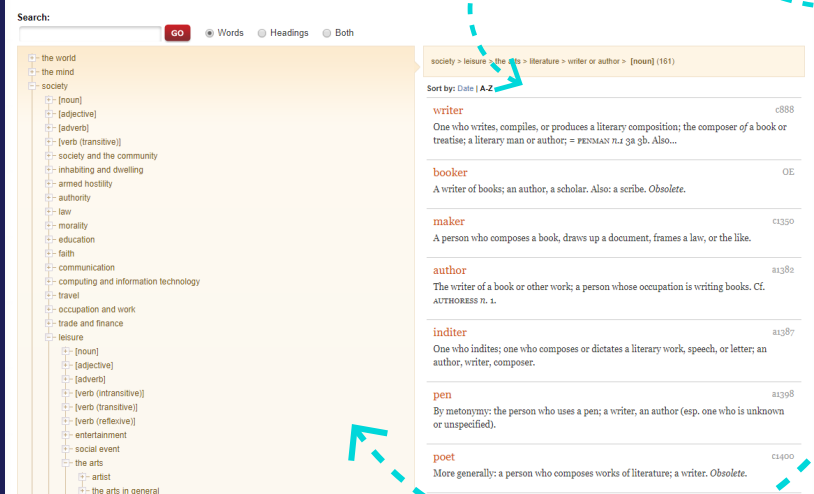 Search:
GO Words Headings Both
the world
the mind
society
[noun]
[adjective]
[adverb]
[verb (transitive)]
society and the community
inhabiting and dwelling
armed hostility
authority
law
morality
education
faith
communication
computing and information technology
travel
occupation and work
trade and finance
leisure
[noun]
[adjective]
[adverb]
[verb (intransitive)]
[verb (transitive)]
[verb (reflexive)]
entertainment
social event
the arts
artist
the arts in general
society > leisure > the arts > literature > writer or author > [noun] (161)
Sort by: Date | A-Z
writer c888
One who writes, compiles, or produces a literary composition; the composer of a book or
treatise; a literary man or author; = PENMAN n.1 3a 3b. Also...
booker OE
A writer of books; an author, a scholar. Also: a scribe. Obsolete.
maker c1350
A person who composes a book, draws up a document, frames a law, or the like.
author a1382
The writer of a book or other work; a person whose occupation is writing books. Cf.
AUTHORESS n. 1.
inditer a1387
One who indites; one who composes or dictates a literary work, speech, or letter; an
author, writer, composer.
pen a1398
By metonymy: the person who uses a pen; a writer, an author (esp. one who is unknown
or unspecified).
poet c1400
More generally: a person who composes works of literature; a writer. Obsolete.